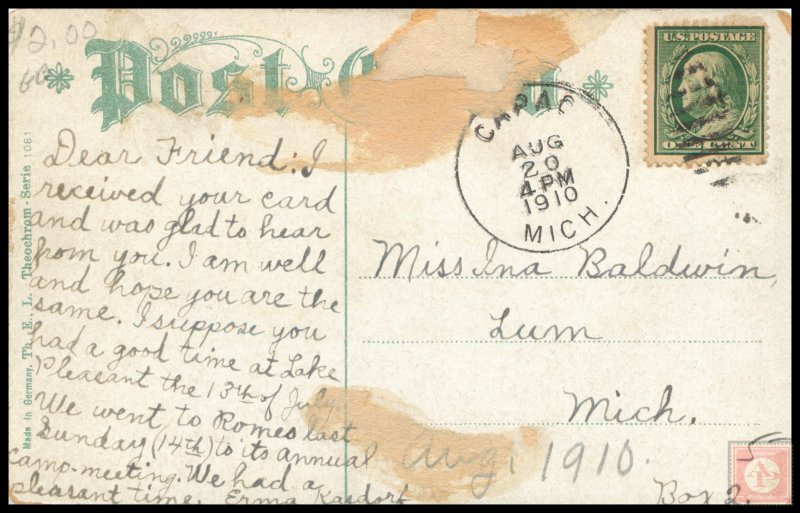 $2.00
Post
U.S. POSTAGE
CAPAC
AUG
20
4 PM
1910
MICH.
Made in Germany, Th. E., L. Theochrom-Serie 1081
Dear Friend: I
received your card
and was glad to hear
from you. I am well
and hope you are the
same. I suppose you
had a good time at Lake
Pleasant the 13th of July.
We went to Romeo last
Sunday (14th) to its annual
camp-meeting. We had a
pleasant time. Erma Kasdorf
Miss Ina Baldwin,
Lum
Mich.
Aug, 1910.
Box 2,